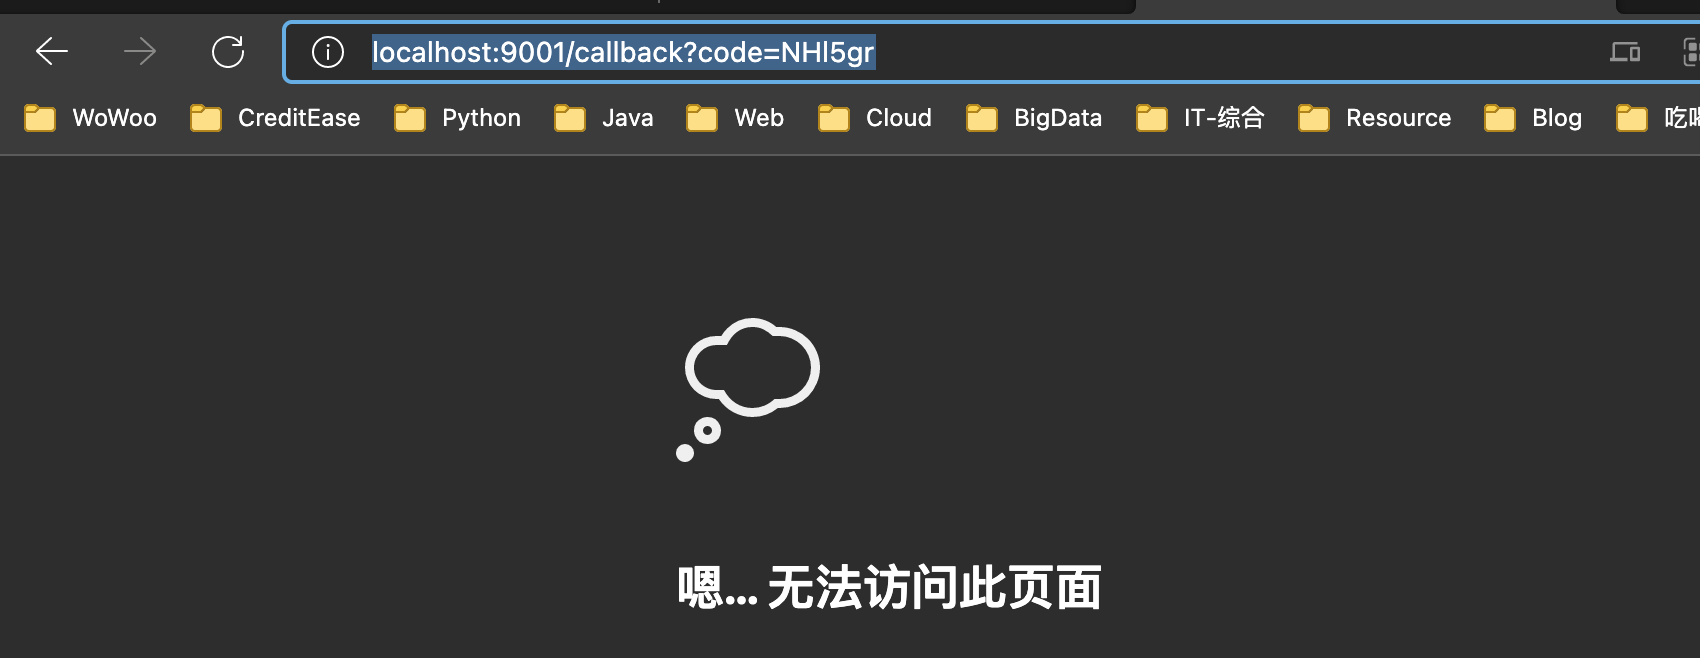 localhost:9001/callback?code=NHl5gr
WoWoo CreditEase Python Java Web Cloud BigData IT-综合 Resource Blog 吃喝
嗯... 无法访问此页面